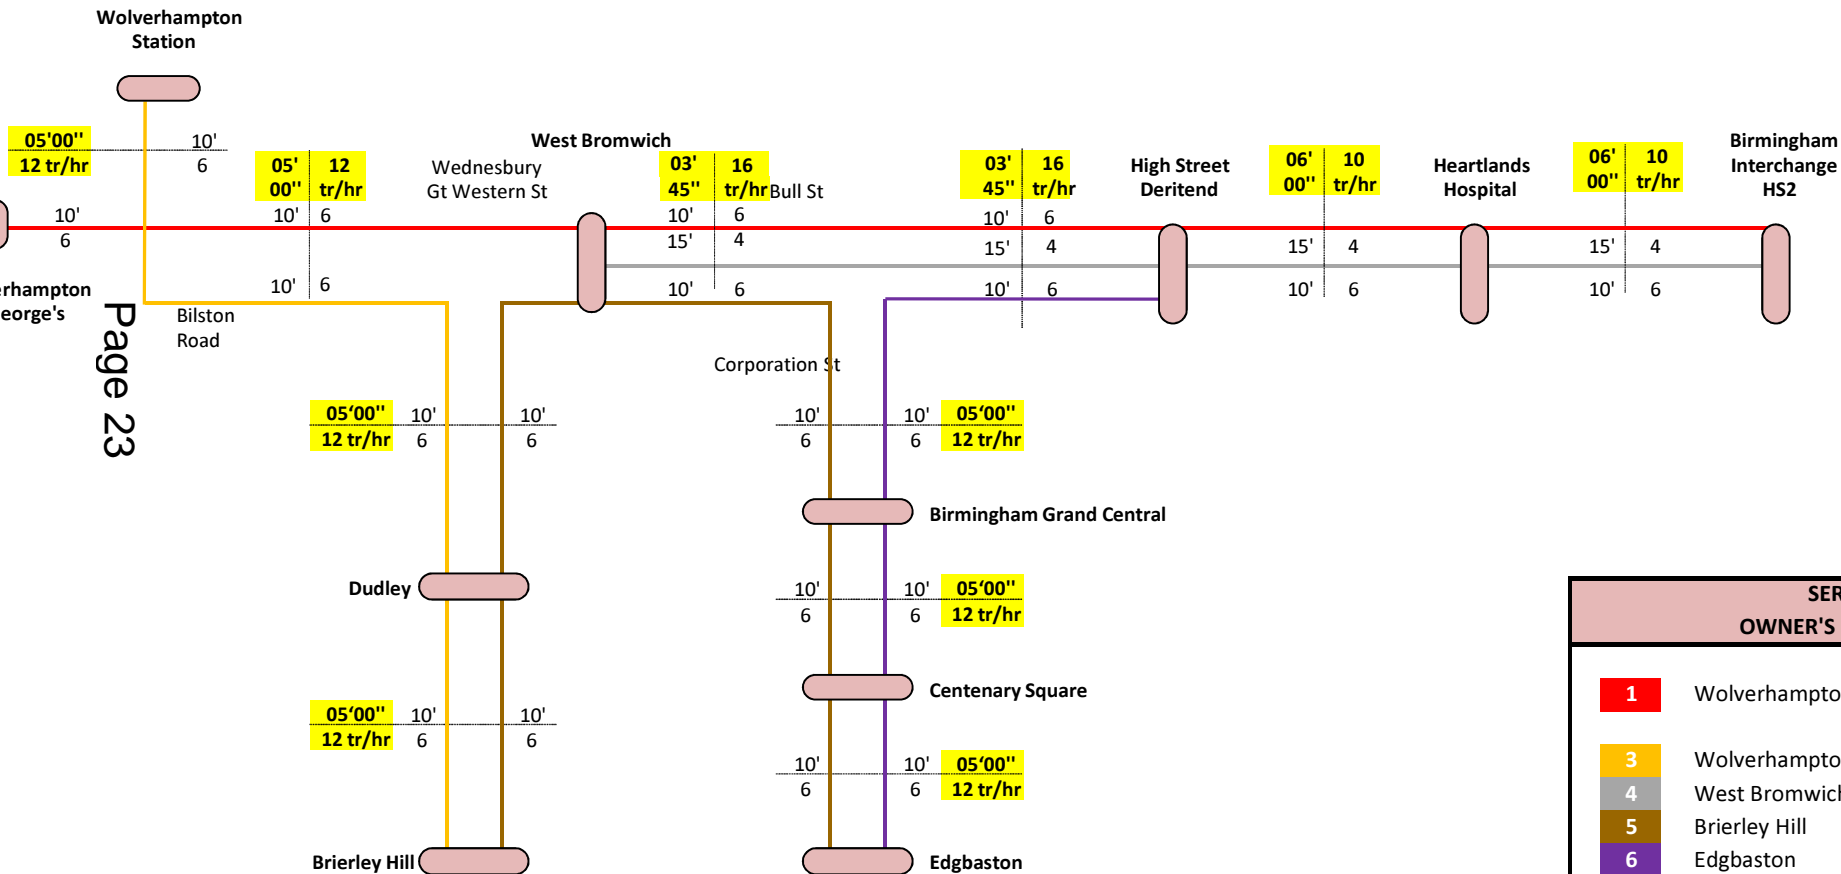 Wolverhampton
Station
05'00''
12 tr/hr
10'
6
10'
6
erhampton
eorge's
Page 23
05' 12
00'' tr/hr
10' 6
10' 6
Bilston
Road
Wednesbury
Gt Western St
West Bromwich
03' 16
45'' tr/hr
Bull St
10' 6
15' 4
10' 6
03' 16
45'' tr/hr
10' 6
15' 4
10' 6
High Street
Deritend
06' 10
00'' tr/hr
15' 4
10' 6
Heartlands
Hospital
06' 10
00'' tr/hr
15' 4
10' 6
Birmingham
Interchange
HS2
Corporation St
05‘00''
12 tr/hr
10'
6
10'
6
10'
6
10'
6
05‘00''
12 tr/hr
Birmingham Grand Central
Dudley
10'
6
10'
6
05‘00''
12 tr/hr
Centenary Square
05‘00''
12 tr/hr
10'
6
10'
6
10'
6
10'
6
05‘00''
12 tr/hr
Brierley Hill
Edgbaston
SER
OWNER'S
1 Wolverhampto
3 Wolverhampto
4 West Bromwich
5 Brierley Hill
6 Edgbaston